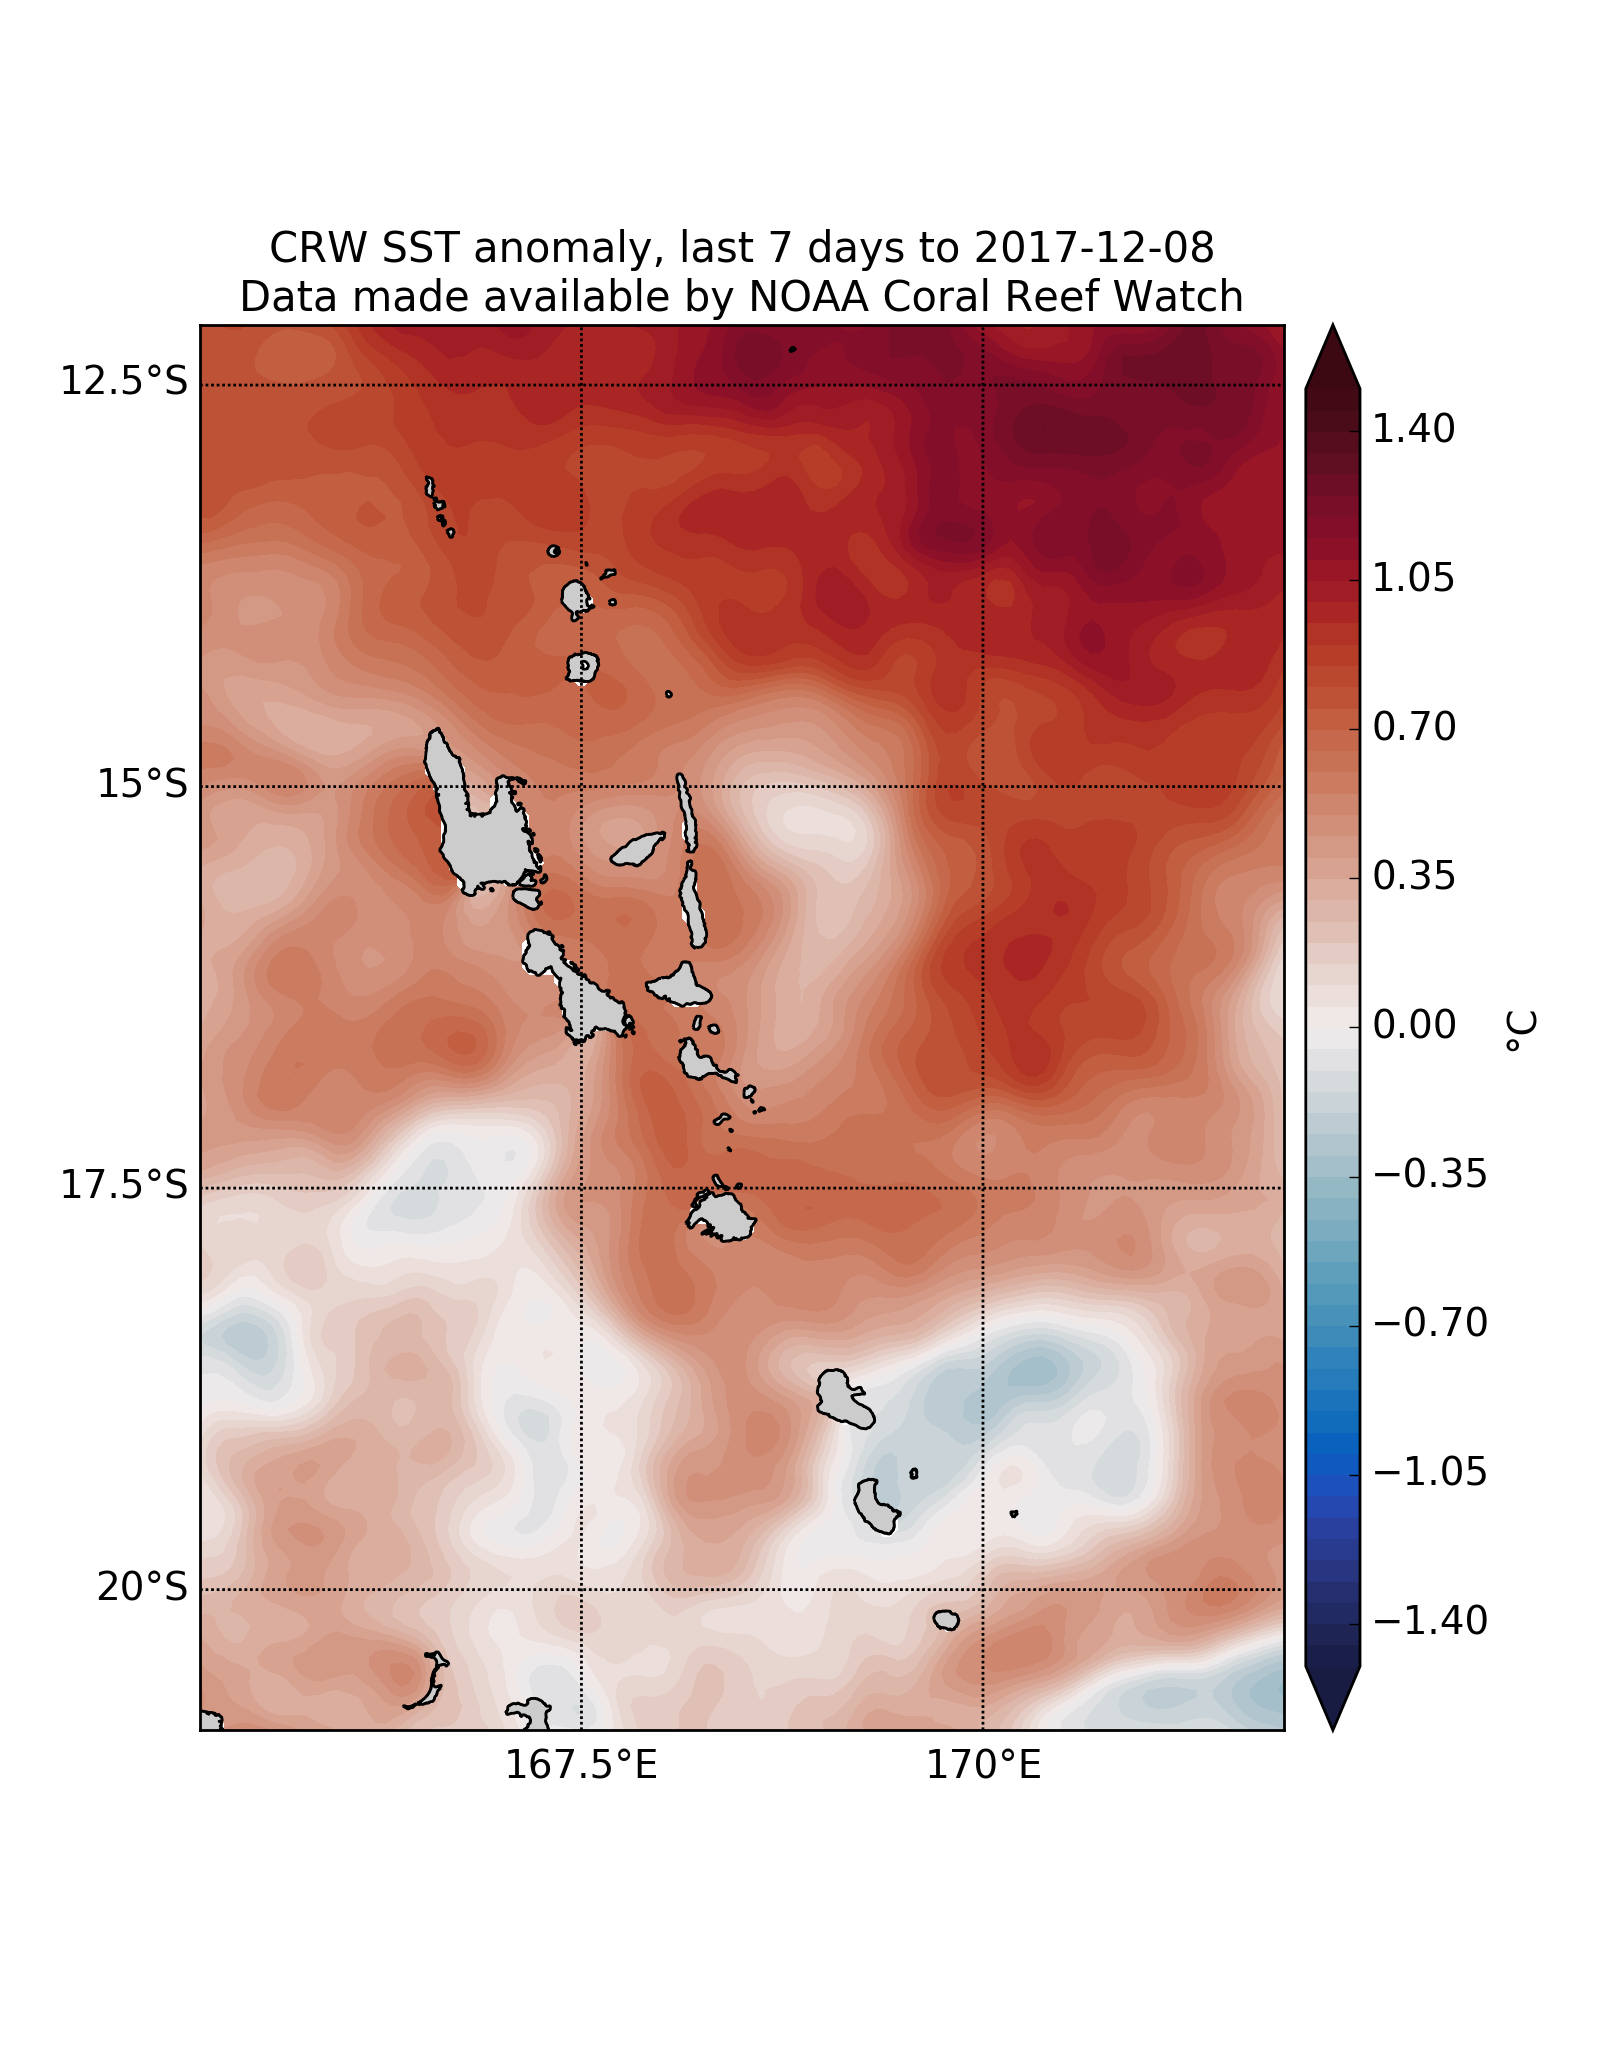 CRW SST anomaly, last 7 days to 2017-12-08
Data made available by NOAA Coral Reef Watch
12.5°S
15°S
17.5°S
20°S
167.5°E
170°E
1.40
1.05
0.70
0.35
0.00
−0.35
−0.70
−1.05
−1.40
°C